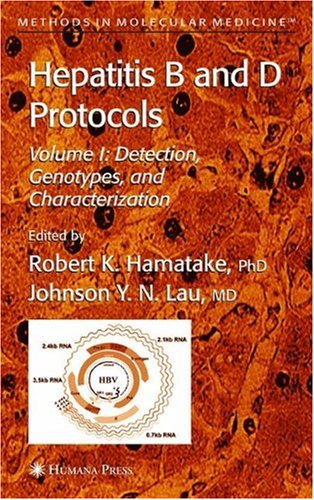 METHODS IN MOLECULAR MEDICINE™
Hepatitis B and D
Protocols
Volume I: Detection,
Genotypes, and
Characterization
Edited by
Robert K. Hamatake, PhD
Johnson Y. N. Lau, MD
2.4kb RNA
2.1kb RNA
3.5kb RNA
HBV
0.7kb RNA
HUMANA PRESS